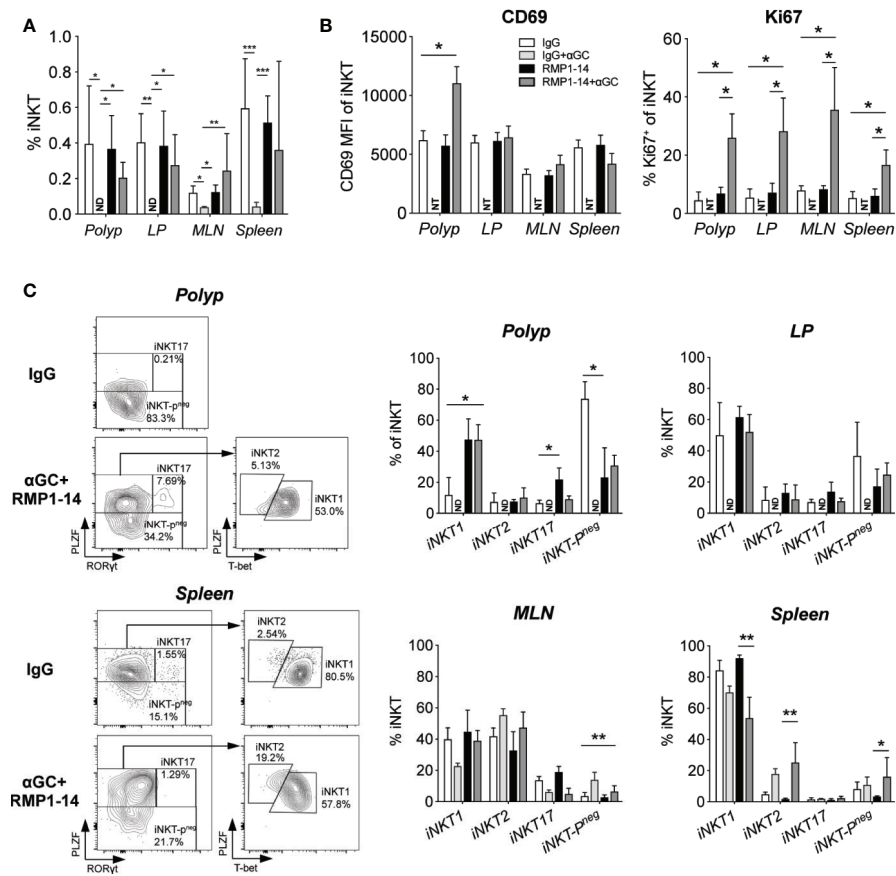 A
% iNKT
1.0
0.8
0.6
0.4
0.2
0.0
* * * ND
** * * ND
* * **
*** ***
Polyp LP MLN Spleen
B
CD69
CD69 MFI of iNKT
15000
10000
5000
0
*
IgG
IgG+αGC
RMP1-14
RMP1-14+αGC
NT NT NT NT
Polyp LP MLN Spleen
Ki67
% Ki67+ of iNKT
60
40
20
0
* * * *
* * * *
NT NT NT NT
Polyp LP MLN Spleen
C
Polyp
IgG
iNKT17
0.21%
iNKT-pneg
83.3%
αGC+
RMP1-14
iNKT17
7.69%
iNKT-pneg
34.2%
PLZF
RORγt
iNKT2
5.13%
iNKT1
53.0%
PLZF
T-bet
Spleen
IgG
iNKT17
1.55%
iNKT-pneg
15.1%
iNKT2
2.54%
iNKT1
80.5%
αGC+
RMP1-14
iNKT17
1.29%
iNKT-pneg
21.7%
PLZF
RORγt
iNKT2
19.2%
iNKT1
57.8%
PLZF
T-bet
Polyp
% of iNKT
100
80
60
40
20
0
* * *
ND ND ND ND
iNKT1 iNKT2 iNKT17 iNKT-Pneg
LP
% iNKT
100
80
60
40
20
0
ND ND ND ND
iNKT1 iNKT2 iNKT17 iNKT-Pneg
MLN
% iNKT
100
80
60
40
20
0
**
iNKT1 iNKT2 iNKT17 iNKT-Pneg
Spleen
% iNKT
100
80
60
40
20
0
** ** *
iNKT1 iNKT2 iNKT17 iNKT-Pneg